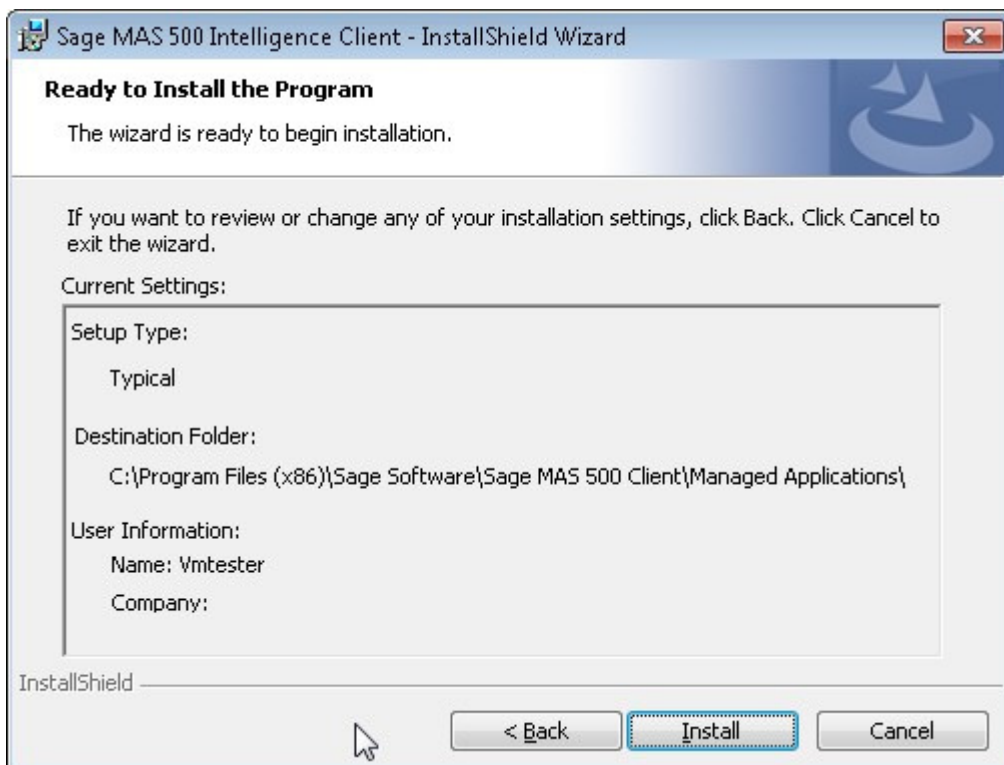 Sage MAS 500 Intelligence Client - InstallShield Wizard
Ready to Install the Program
The wizard is ready to begin installation.
If you want to review or change any of your installation settings, click Back. Click Cancel to
exit the wizard.
Current Settings:
Setup Type:
Typical
Destination Folder:
C:\Program Files (x86)\Sage Software\Sage MAS 500 Client\Managed Applications\
User Information:
Name: Vmtester
Company:
InstallShield
< Back
Install
Cancel